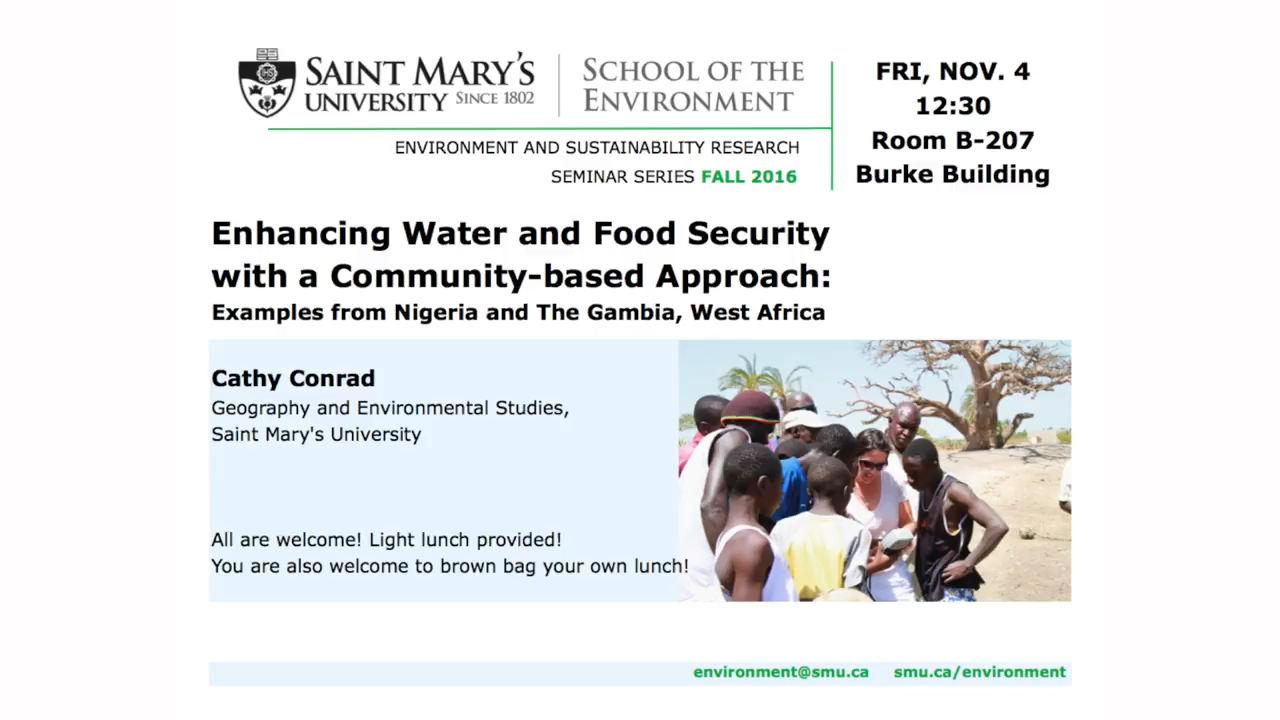 SAINT MARY'S
UNIVERSITY SINCE 1802
SCHOOL OF THE
ENVIRONMENT
ENVIRONMENT AND SUSTAINABILITY RESEARCH
SEMINAR SERIES FALL 2016
FRI, NOV. 4
12:30
Room B-207
Burke Building
Enhancing Water and Food Security
with a Community-based Approach:
Examples from Nigeria and The Gambia, West Africa
Cathy Conrad
Geography and Environmental Studies,
Saint Mary's University
All are welcome! Light lunch provided!
You are also welcome to brown bag your own lunch!
environment@smu.ca smu.ca/environment